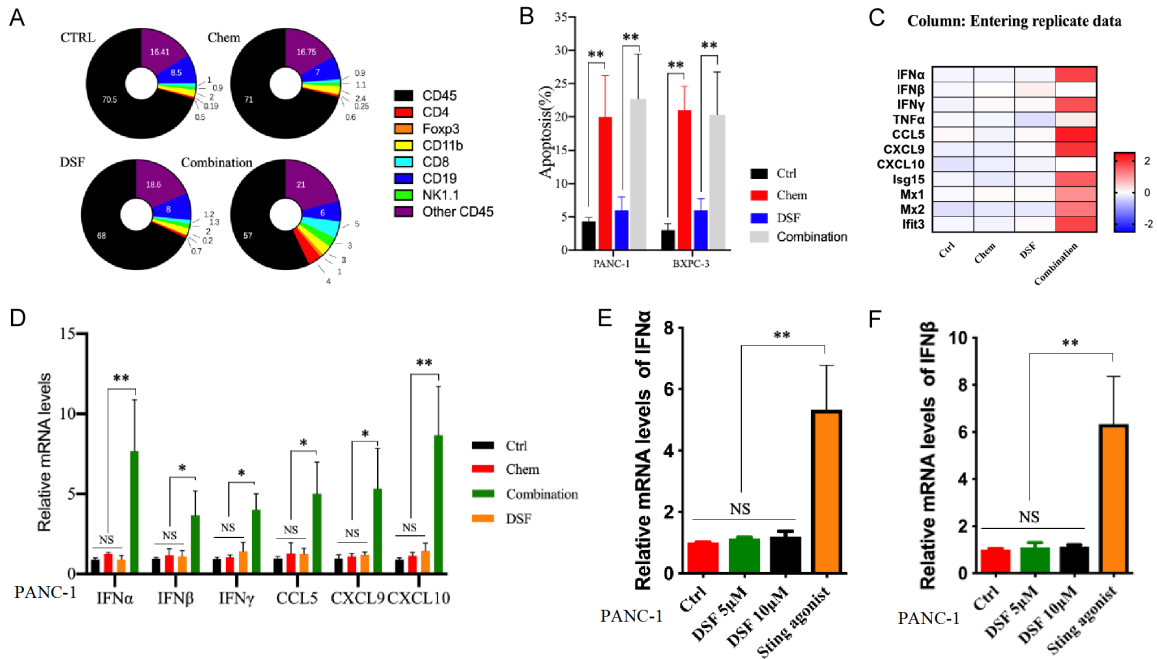 A
CTRL
16.41
8.5
1
0.9
2
0.19
0.5
70.5
Chem
16.75
7
0.9
1.1
2.4
0.25
0.6
71
DSF
18.6
8
1.2
1.3
2
0.2
0.7
68
Combination
21
6
5
3
3
1
4
57
CD45
CD4
Foxp3
CD11b
CD8
CD19
NK1.1
Other CD45
B
Apoptosis(%)
35
30
25
20
15
10
5
0
** ** ** **
PANC-1 BXPC-3
Ctrl
Chem
DSF
Combination
C
Column: Entering replicate data
IFNα
IFNβ
IFNγ
TNFα
CCL5
CXCL9
CXCL10
Isg15
Mx1
Mx2
Ifit3
Ctrl Chem DSF Combination
2
1
0
-1
-2
D
Relative mRNA levels
15
10
5
0
** * * * * **
NS NS NS NS NS NS
IFNα IFNβ IFNγ CCL5 CXCL9 CXCL10
PANC-1
Ctrl
Chem
Combination
DSF
E
Relative mRNA levels of IFNα
8
6
4
2
0
**
NS
Ctrl DSF 5μM DSF 10μM Sting agonist
PANC-1
F
Relative mRNA levels of IFNβ
10
8
6
4
2
0
**
NS
Ctrl DSF 5μM DSF 10μM Sting agonist
PANC-1